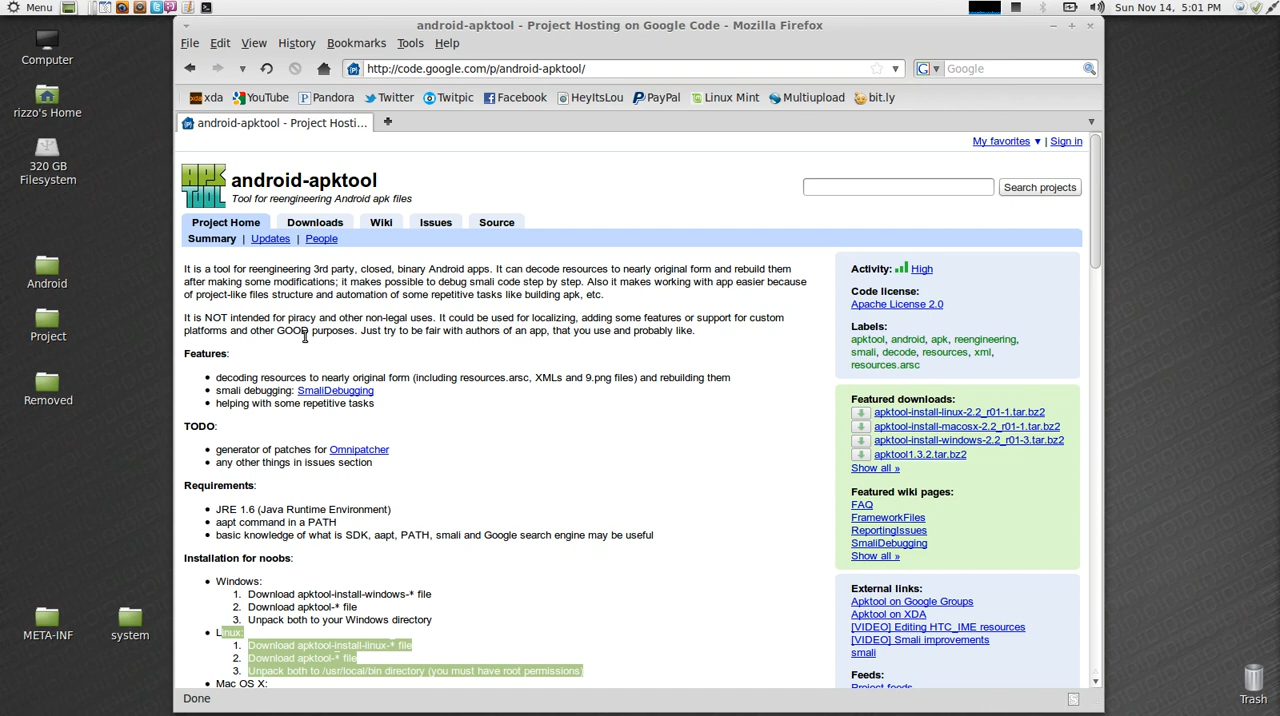 Menu
Sun Nov 14, 5:01 PM
android-apktool - Project Hosting on Google Code - Mozilla Firefox
File Edit View History Bookmarks Tools Help
http://code.google.com/p/android-apktool/
Google
xda YouTube Pandora Twitter Twitpic Facebook HeyItsLou PayPal Linux Mint Multiupload bit.ly
android-apktool - Project Hosti...
My favorites ▼ | Sign in
APK TOOL
android-apktool
Tool for reengineering Android apk files
Search projects
Project Home Downloads Wiki Issues Source
Summary | Updates | People
It is a tool for reengineering 3rd party, closed, binary Android apps. It can decode resources to nearly original form and rebuild them
after making some modifications; it makes possible to debug smali code step by step. Also it makes working with app easier because
of project-like files structure and automation of some repetitive tasks like building apk, etc.
It is NOT intended for piracy and other non-legal uses. It could be used for localizing, adding some features or support for custom
platforms and other GOOD purposes. Just try to be fair with authors of an app, that you use and probably like.
Features:
• decoding resources to nearly original form (including resources.arsc, XMLs and 9.png files) and rebuilding them
• smali debugging: SmaliDebugging
• helping with some repetitive tasks
TODO:
• generator of patches for Omnipatcher
• any other things in issues section
Requirements:
• JRE 1.6 (Java Runtime Environment)
• aapt command in a PATH
• basic knowledge of what is SDK, aapt, PATH, smali and Google search engine may be useful
Installation for noobs:
• Windows:
1. Download apktool-install-windows-* file
2. Download apktool-* file
3. Unpack both to your Windows directory
• Linux:
1. Download apktool-install-linux-* file
2. Download apktool-* file
3. Unpack both to /usr/local/bin directory (you must have root permissions)
• Mac OS X:
Activity: High
Code license:
Apache License 2.0
Labels:
apktool, android, apk, reengineering,
smali, decode, resources, xml,
resources.arsc
Featured downloads:
apktool-install-linux-2.2_r01-1.tar.bz2
apktool-install-macosx-2.2_r01-1.tar.bz2
apktool-install-windows-2.2_r01-3.tar.bz2
apktool1.3.2.tar.bz2
Show all »
Featured wiki pages:
FAQ
FrameworkFiles
ReportingIssues
SmaliDebugging
Show all »
External links:
Apktool on Google Groups
Apktool on XDA
[VIDEO] Editing HTC_IME resources
[VIDEO] Smali improvements
smali
Feeds:
Project feeds
Done
Computer
rizzo's Home
320 GB
Filesystem
Android
Project
Removed
META-INF
system
Trash